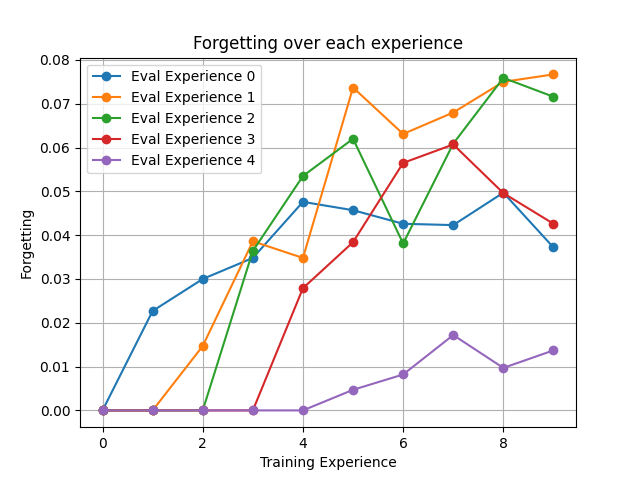 Forgetting over each experience
0.08
0.07
0.06
0.05
0.04
0.03
0.02
0.01
0.00
Forgetting
Eval Experience 0
Eval Experience 1
Eval Experience 2
Eval Experience 3
Eval Experience 4
0 2 4 6 8
Training Experience